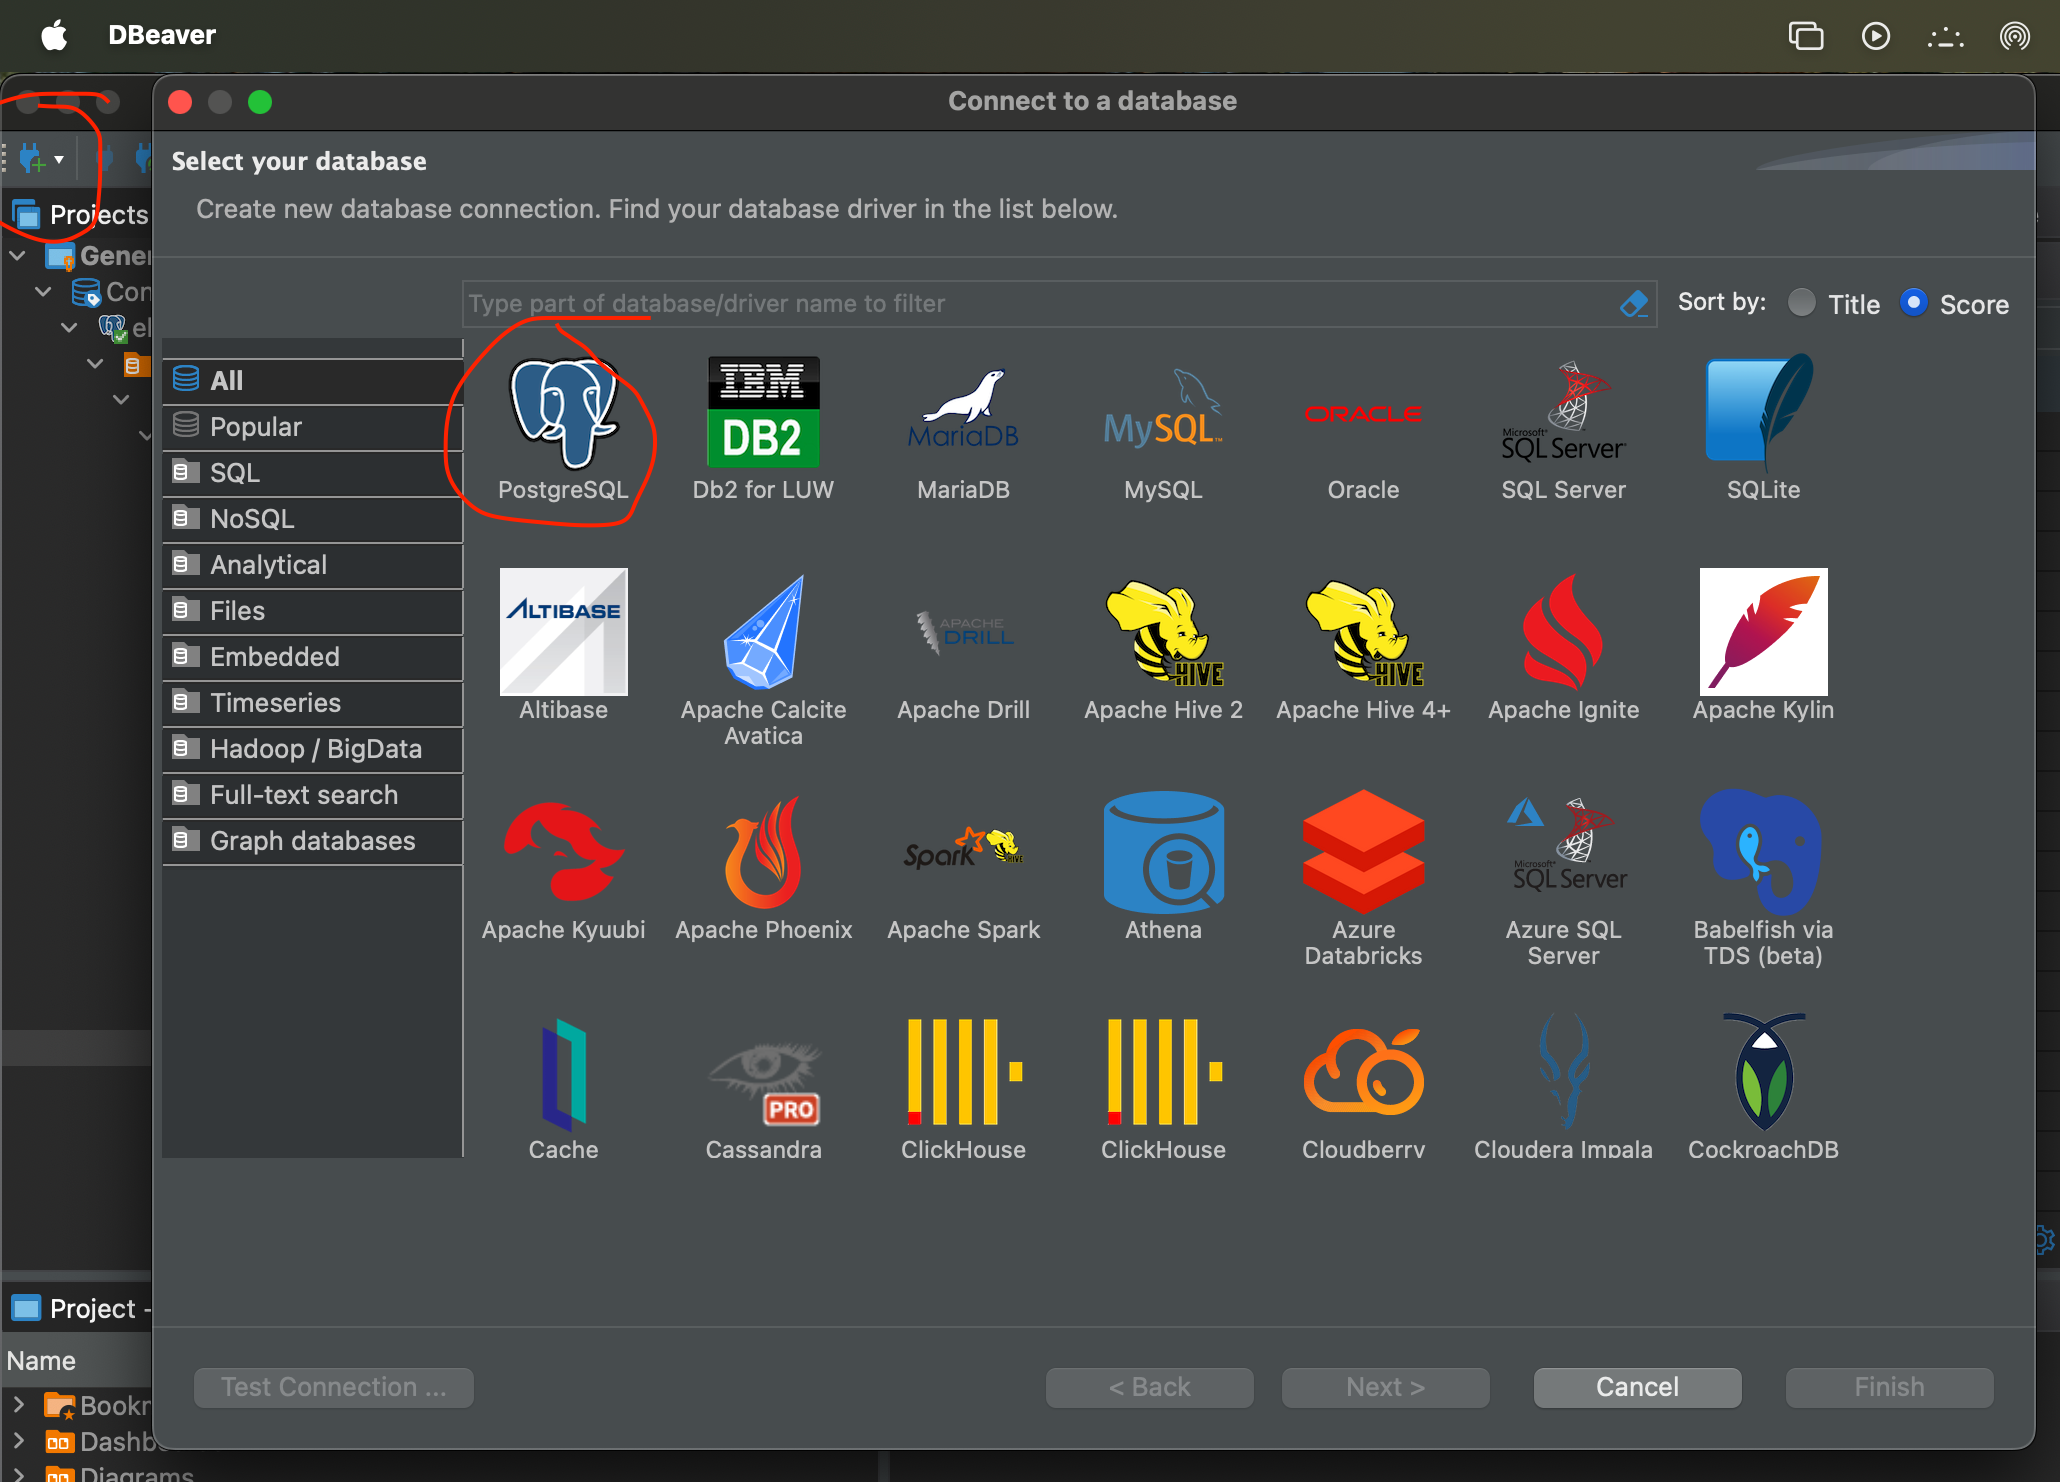 DBeaver
Connect to a database
Select your database
Create new database connection. Find your database driver in the list below.
Projects
Type part of database/driver name to filter
Sort by:
Title
Score
All
Popular
SQL
NoSQL
Analytical
Files
Embedded
Timeseries
Hadoop / BigData
Full-text search
Graph databases
IBM
DB2
MariaDB
MySQL
ORACLE
Microsoft
SQL Server
PostgreSQL
Db2 for LUW
MariaDB
MySQL
Oracle
SQL Server
SQLite
ALTIBASE
APACHE
DRILL
HIVE
HIVE
Altibase
Apache Calcite
Avatica
Apache Drill
Apache Hive 2
Apache Hive 4+
Apache Ignite
Apache Kylin
Spark
HIVE
Microsoft
SQL Server
Apache Kyuubi
Apache Phoenix
Apache Spark
Athena
Azure
Databricks
Azure SQL
Server
Babelfish via
TDS (beta)
PRO
Cache
Cassandra
ClickHouse
ClickHouse
Cloudberry
Cloudera Impala
CockroachDB
Project -
Name
Diagrams
Test Connection ...
< Back
Next >
Cancel
Finish